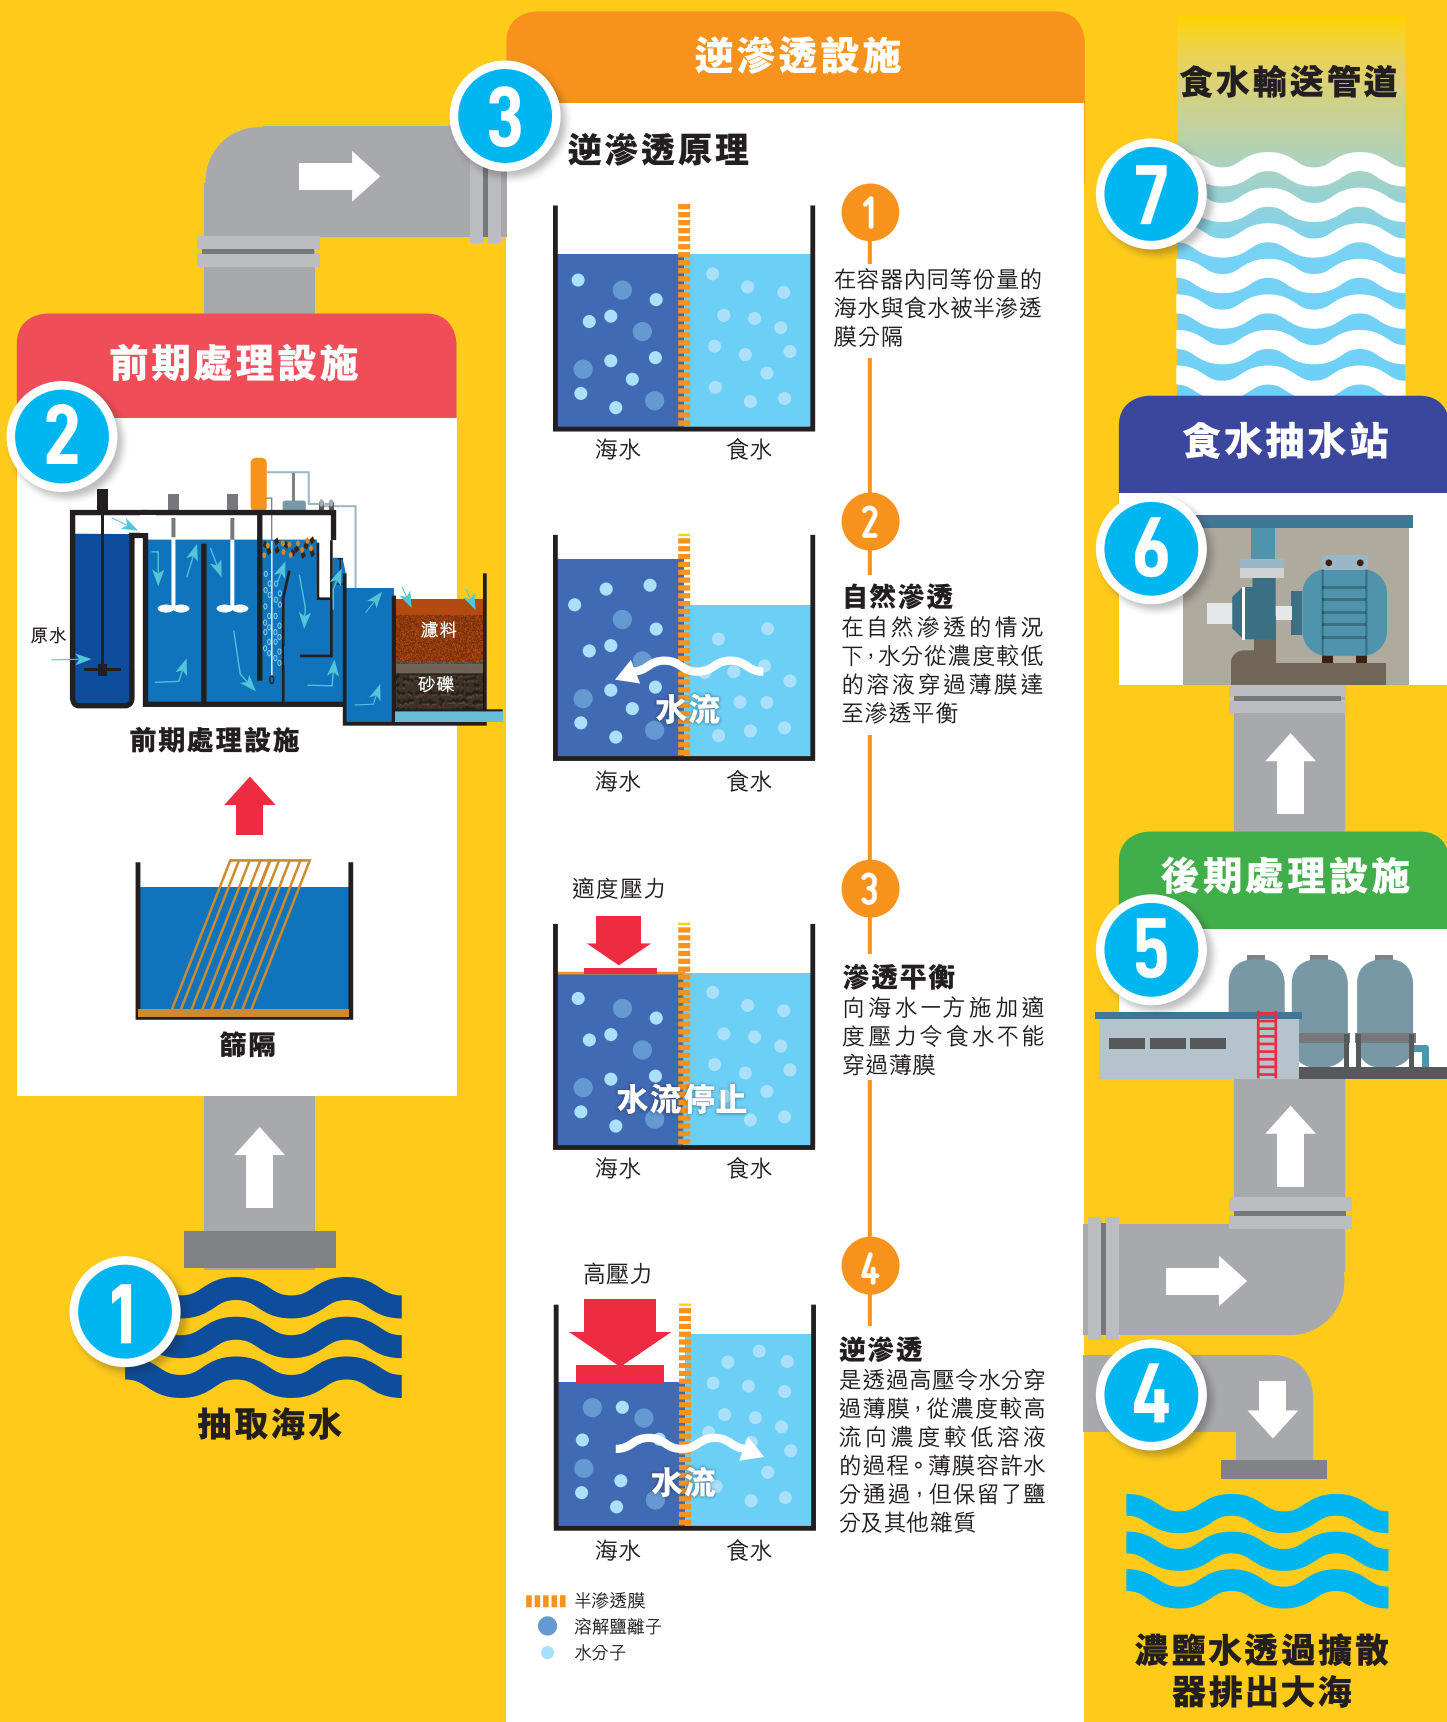 1
抽取海水
2
前期處理設施
原水
濾料
砂礫
前期處理設施
篩隔
3
逆滲透設施
逆滲透原理
海水
食水
1
在容器內同等份量的
海水與食水被半滲透
膜分隔
水流
海水
食水
2
自然滲透
在自然滲透的情況
下，水分從濃度較低
的溶液穿過薄膜達
至滲透平衡
適度壓力
水流停止
海水
食水
3
滲透平衡
向海水一方施加適
度壓力令食水不能
穿過薄膜
高壓力
水流
海水
食水
4
逆滲透
是透過高壓令水分穿
過薄膜，從濃度較高
流向濃度較低溶液
的過程。薄膜容許水
分通過，但保留了鹽
分及其他雜質
半滲透膜
溶解鹽離子
水分子
4
濃鹽水透過擴散
器排出大海
5
後期處理設施
6
食水抽水站
7
食水輸送管道